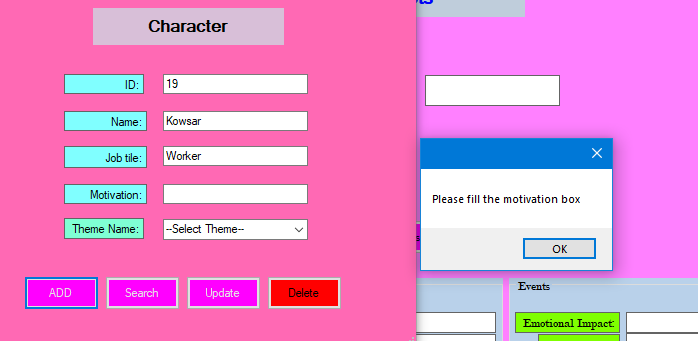 Character
ID: 19
Name: Kowsar
Job tile: Worker
Motivation:
Theme Name: --Select Theme--
ADD Search Update Delete
Please fill the motivation box
OK
Events
Emotional Impact: